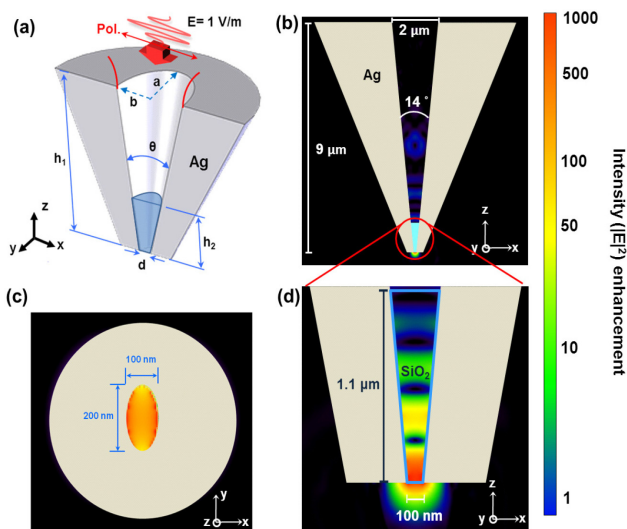 (a)
E= 1 V/m
Pol.
a
b
θ
Ag
h1
h2
d
z
y
x
(b)
2 µm
Ag
14 °
9 µm
z
y
x
(c)
100 nm
200 nm
y
z
x
(d)
1.1 µm
SiO2
100 nm
z
y
x
1000
500
100
50
10
1
Intensity (|E|²) enhancement